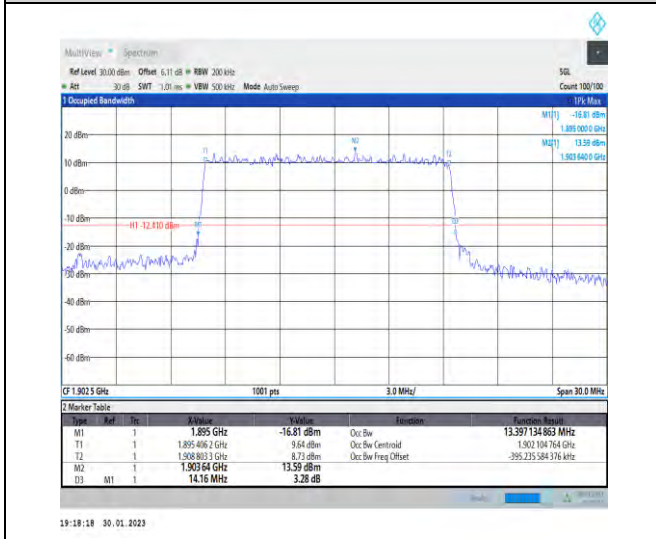 MultiView Spectrum
Ref Level 30.00 dBm Offset 6.11 dB RBW 200 kHz SGL
Att 30 dB SWT 1.01 ms VBW 500 kHz Mode Auto Sweep Count 100/100
1 Occupied Bandwidth 1Pk Max
M1[1] -16.81 dBm
1.895 000 0 GHz
M2[1] 13.59 dBm
1.903 640 0 GHz
20 dBm
T1 M2 T2
10 dBm
0 dBm
-10 dBm
H1 -12.410 dBm M1 D3
-20 dBm
-30 dBm
-40 dBm
-50 dBm
-60 dBm
CF 1.902 5 GHz 1001 pts 3.0 MHz/ Span 30.0 MHz
2 Marker Table
Type Ref Trc X-Value Y-Value Function Function Result
M1 1 1.895 GHz -16.81 dBm Occ Bw 13.397 134 863 MHz
T1 1 1.895 406 2 GHz 9.64 dBm Occ Bw Centroid 1.902 104 764 GHz
T2 1 1.908 803 3 GHz 8.73 dBm Occ Bw Freq Offset -395.235 584 376 kHz
M2 1 1.903 64 GHz 13.59 dBm
D3 M1 1 14.16 MHz 3.28 dB
19:18:18 30.01.2023